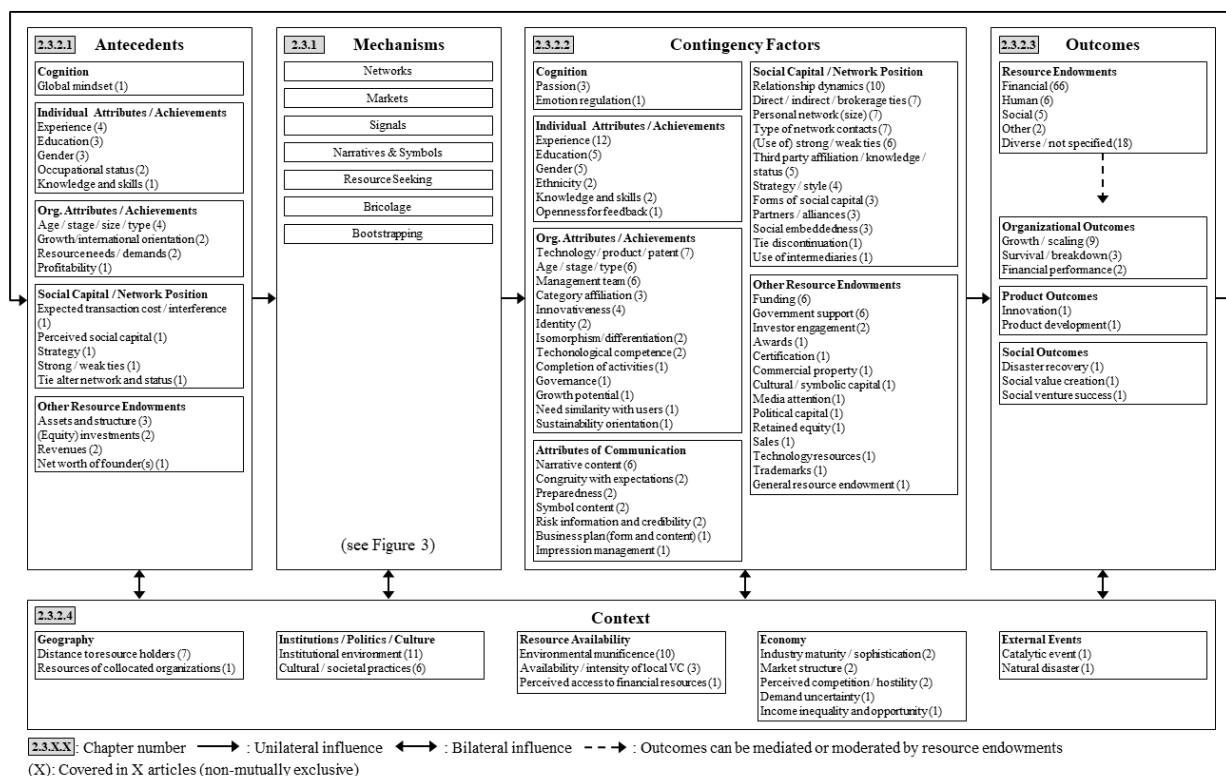 2.3.2.1 Antecedents
Cognition
Global mindset (1)
Individual Attributes / Achievements
Experience (4)
Education (3)
Gender (3)
Occupational status (2)
Knowledge and skills (1)
Org. Attributes / Achievements
Age / stage / size / type (4)
Growth/international orientation (2)
Resource needs / demands (2)
Profitability (1)
Social Capital / Network Position
Expected transaction cost / interference
(1)
Perceived social capital (1)
Strategy (1)
Strong / weak ties (1)
Tie alter network and status (1)
Other Resource Endowments
Assets and structure (3)
(Equity) investments (2)
Revenues (2)
Net worth of founder(s) (1)
2.3.1 Mechanisms
Networks
Markets
Signals
Narratives & Symbols
Resource Seeking
Bricolage
Bootstrapping
(see Figure 3)
2.3.2.2 Contingency Factors
Cognition
Passion (3)
Emotion regulation (1)
Individual Attributes / Achievements
Experience (12)
Education (5)
Gender (5)
Ethnicity (2)
Knowledge and skills (2)
Openness for feedback (1)
Org. Attributes / Achievements
Technology / product / patent (7)
Age / stage / type (6)
Management team (6)
Category affiliation (3)
Innovativeness (4)
Identity (2)
Isomorphism/differentiation (2)
Techonological competence (2)
Completion of activities (1)
Governance (1)
Growth potential (1)
Need similarity with users (1)
Sustainability orientation (1)
Attributes of Communication
Narrative content (6)
Congruity with expectations (2)
Preparedness (2)
Symbol content (2)
Risk information and credibility (2)
Business plan (form and content) (1)
Impression management (1)
Social Capital / Network Position
Relationship dynamics (10)
Direct / indirect / brokerage ties (7)
Personal network (size) (7)
Type of network contacts (7)
(Use of) strong / weak ties (6)
Third party affiliation / knowledge /
status (5)
Strategy / style (4)
Forms of social capital (3)
Partners / alliances (3)
Social embeddedness (3)
Tie discontinuation (1)
Use of intermediaries (1)
Other Resource Endowments
Funding (6)
Government support (6)
Investor engagement (2)
Awards (1)
Certification (1)
Commercial property (1)
Cultural / symbolic capital (1)
Media attention (1)
Political capital (1)
Retained equity (1)
Sales (1)
Technology resources (1)
Trademarks (1)
General resource endowment (1)
2.3.2.3 Outcomes
Resource Endowments
Financial (66)
Human (6)
Social (5)
Other (2)
Diverse / not specified (18)
Organizational Outcomes
Growth / scaling (9)
Survival / breakdown (3)
Financial performance (2)
Product Outcomes
Innovation (1)
Product development (1)
Social Outcomes
Disaster recovery (1)
Social value creation (1)
Social venture success (1)
2.3.2.4 Context
Geography
Distance to resource holders (7)
Resources of collocated organizations (1)
Institutions / Politics / Culture
Institutional environment (11)
Cultural / societal practices (6)
Resource Availability
Environmental munificence (10)
Availability / intensity of local VC (3)
Perceived access to financial resources (1)
Economy
Industry maturity / sophistication (2)
Market structure (2)
Perceived competition / hostility (2)
Demand uncertainty (1)
Income inequality and opportunity (1)
External Events
Catalytic event (1)
Natural disaster (1)
2.3.X.X : Chapter number : Unilateral influence : Bilateral influence : Outcomes can be mediated or moderated by resource endowments
(X): Covered in X articles (non-mutually exclusive)